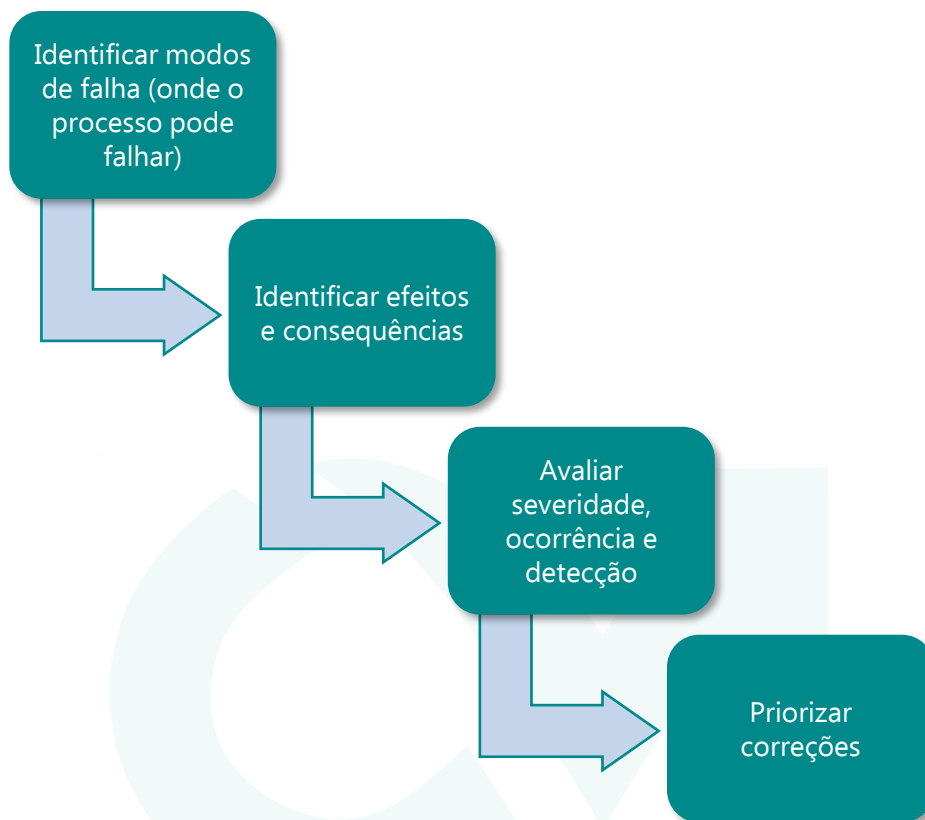 Identificar modos
de falha (onde o
processo pode
falhar)
Identificar efeitos
e consequências
Avaliar
severidade,
ocorrência e
detecção
Priorizar
correções